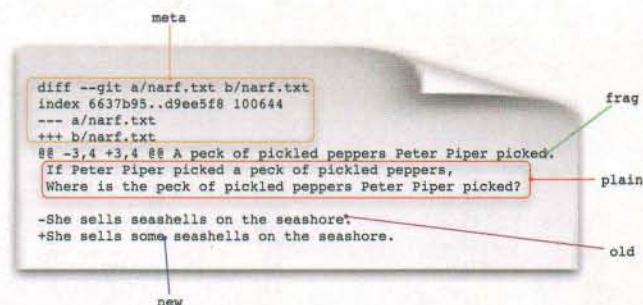 meta
diff --git a/narf.txt b/narf.txt
index 6637b95..d9ee5f8 100644
--- a/narf.txt
+++ b/narf.txt
@@ -3,4 +3,4 @@ A peck of pickled peppers Peter Piper picked.
frag
If Peter Piper picked a peck of pickled peppers,
Where is the peck of pickled peppers Peter Piper picked?
plain
-She sells seashells on the seashore.
+She sells some seashells on the seashore.
old
new